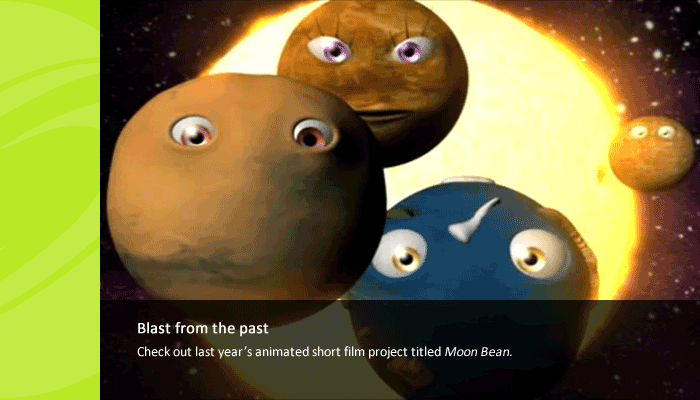 Blast from the past
Check out last year's animated short film project titled Moon Bean.